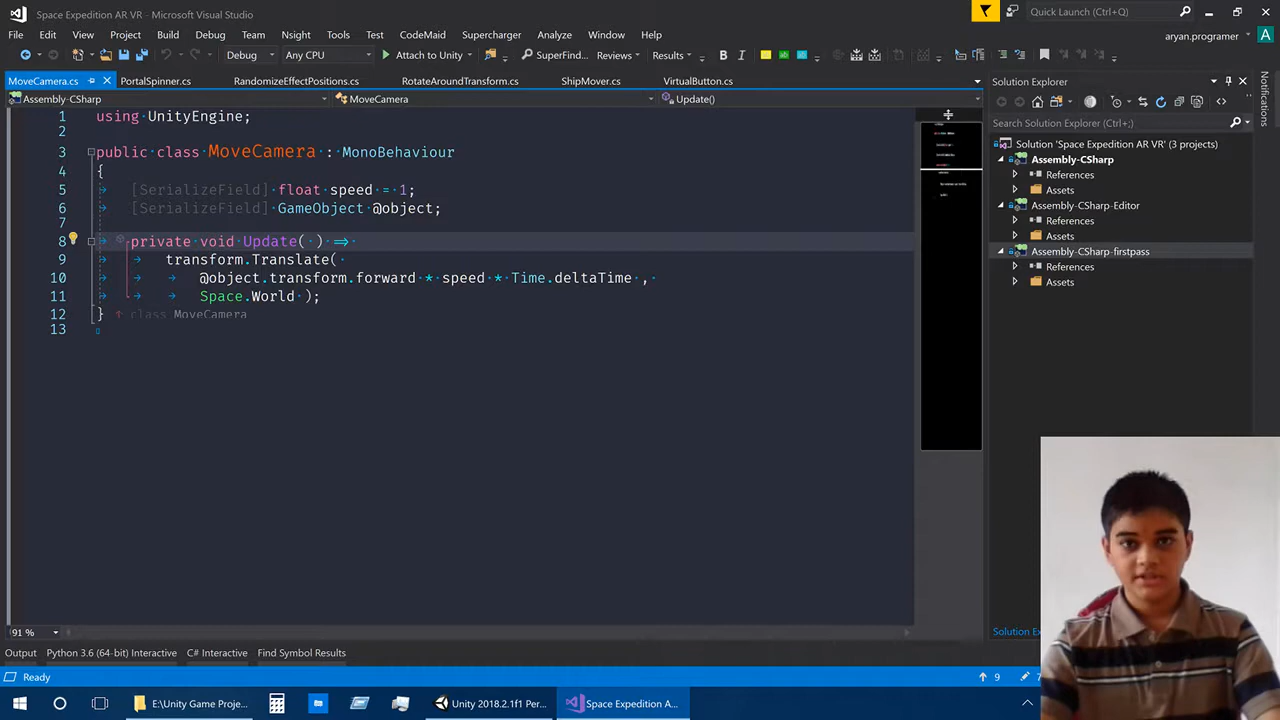 Space Expedition AR VR - Microsoft Visual Studio
Quick Launch (Ctrl+Q)
File Edit View Project Build Debug Team Tools Test CodeMaid Supercharger Analyze Window Help
aryan.programer A
Debug Any CPU Attach to Unity SuperFind Reviews Results B I
MoveCamera.cs PortalSpinner.cs RandomizeEffectPositions.cs RotateAroundTransform.cs ShipMover.cs VirtualButton.cs
Assembly-CSharp MoveCamera Update()
1 using UnityEngine;
2
3 public class MoveCamera : MonoBehaviour
4 {
5 [SerializeField] float speed = 1;
6 [SerializeField] GameObject @object;
7
8 private void Update( ) =>
9 transform.Translate(
10 @object.transform.forward * speed * Time.deltaTime ,
11 Space.World );
12 } ↑ class MoveCamera
13
91 %
Solution Explorer
Search Solution Explorer (Ctrl+;)
Solution 'Space Expedition AR VR' (3 projects)
Assembly-CSharp
References
Assets
Assembly-CSharp-Editor
References
Assets
Assembly-CSharp-firstpass
References
Assets
Solution Explorer
Notifications
Output Python 3.6 (64-bit) Interactive C# Interactive Find Symbol Results
Ready
9
E:\Unity Game Proje...
Unity 2018.2.1f1 Per...
Space Expedition A...